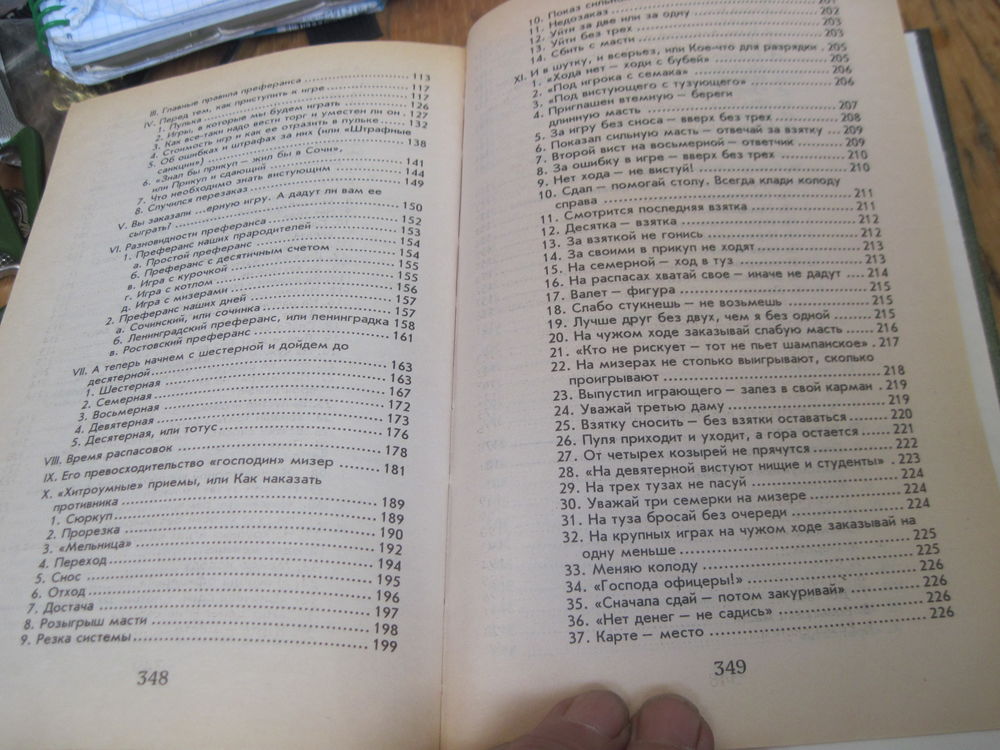 III. Главные правила преферанса ..... 113
IV. Перед тем, как приступить к игре ..... 117
1. Пулька ..... 117
2. Игры, в которые мы будем играть ..... 126
3. Как все-таки надо вести торг и уместен ли он . 127
4. Стоимость игр и как ее отразить в пульке ..... 132
5. Об ошибках и штрафах за них (или «Штрафные
санкции») ..... 138
6. «Знал бы прикуп — жил бы в Сочи»,
или Прикуп и сдающий ..... 141
7. Что необходимо знать вистующим ..... 144
8. Случился перезаказ ..... 149
V. Вы заказали ...ерную игру. А дадут ли вам ее
сыграть? ..... 150
VI. Разновидности преферанса ..... 152
1. Преферанс наших прародителей ..... 153
а. Простой преферанс ..... 154
б. Преферанс с десятичным счетом ..... 154
в. Игра с курочкой ..... 155
г. Игра с котлом ..... 155
д. Игра с мизерами ..... 156
2. Преферанс наших дней ..... 157
а. Сочинский, или сочинка ..... 157
б. Ленинградский преферанс, или ленинградка 158
в. Ростовский преферанс ..... 161
VII. А теперь начнем с шестерной и дойдем до
десятерной ..... 163
1. Шестерная ..... 163
2. Семерная ..... 167
3. Восьмерная ..... 172
4. Девятерная ..... 173
5. Десятерная, или тотус ..... 176
VIII. Время распасовок ..... 178
IX. Его превосходительство «господин» мизер ..... 181
X. «Хитроумные» приемы, или Как наказать
противника ..... 189
1. Сюркуп ..... 189
2. Прорезка ..... 190
3. «Мельница» ..... 192
4. Переход ..... 194
5. Снос ..... 195
6. Отход ..... 196
7. Достача ..... 197
8. Розыгрыш масти ..... 198
9. Резка системы ..... 199
348
10. Показ 201
11. Недозаказ ..... 202
12. Уйти за две или за одну ..... 203
13. Уйти без трех ..... 203
14. Сбить с масти ..... 203
XI. И в шутку, и всерьез, или Кое-что для разрядки . 205
1. «Хода нет — ходи с бубей» ..... 205
2. «Под игрока с семака» ..... 206
3. «Под вистующего с тузующего» ..... 206
4. Приглашен втемную — береги
длинную масть ..... 207
5. За игру без сноса — вверх без трех ..... 208
6. Показал сильную масть — отвечай за взятку .. 209
7. Второй вист на восьмерной — ответчик ..... 209
8. За ошибку в игре — вверх без трех ..... 210
9. Нет хода — не вистуй! ..... 210
10. Сдал — помогай столу. Всегда клади колоду
справа ..... 211
11. Смотрится последняя взятка ..... 211
12. Десятка — взятка ..... 212
13. За взяткой не гонись ..... 212
14. За своими в прикуп не ходят ..... 213
15. На семерной — ход в туз ..... 213
16. На распасах хватай свое — иначе не дадут .. 214
17. Валет — фигура ..... 215
18. Слабо стукнешь — не возьмешь ..... 215
19. Лучше друг без двух, чем я без одной ..... 215
20. На чужом ходе заказывай слабую масть ..... 216
21. «Кто не рискует — тот не пьет шампанское» . 217
22. На мизерах не столько выигрывают, сколько
проигрывают ..... 218
23. Выпустил играющего — залез в свой карман . 219
24. Уважай третью даму ..... 219
25. Взятку сносить — без взятки оставаться ..... 220
26. Пуля приходит и уходит, а гора остается ..... 221
27. От четырех козырей не прячутся ..... 222
28. «На девятерной вистуют нищие и студенты» . 223
29. На трех тузах не пасуй ..... 224
30. Уважай три семерки на мизере ..... 224
31. На туза бросай без очереди ..... 224
32. На крупных играх на чужом ходе заказывай на
одну меньше ..... 225
33. Меняю колоду ..... 225
34. «Господа офицеры!» ..... 226
35. «Сначала сдай — потом закуривай» ..... 226
36. «Нет денег — не садись» ..... 226
37. Карте — место ..... 226
349